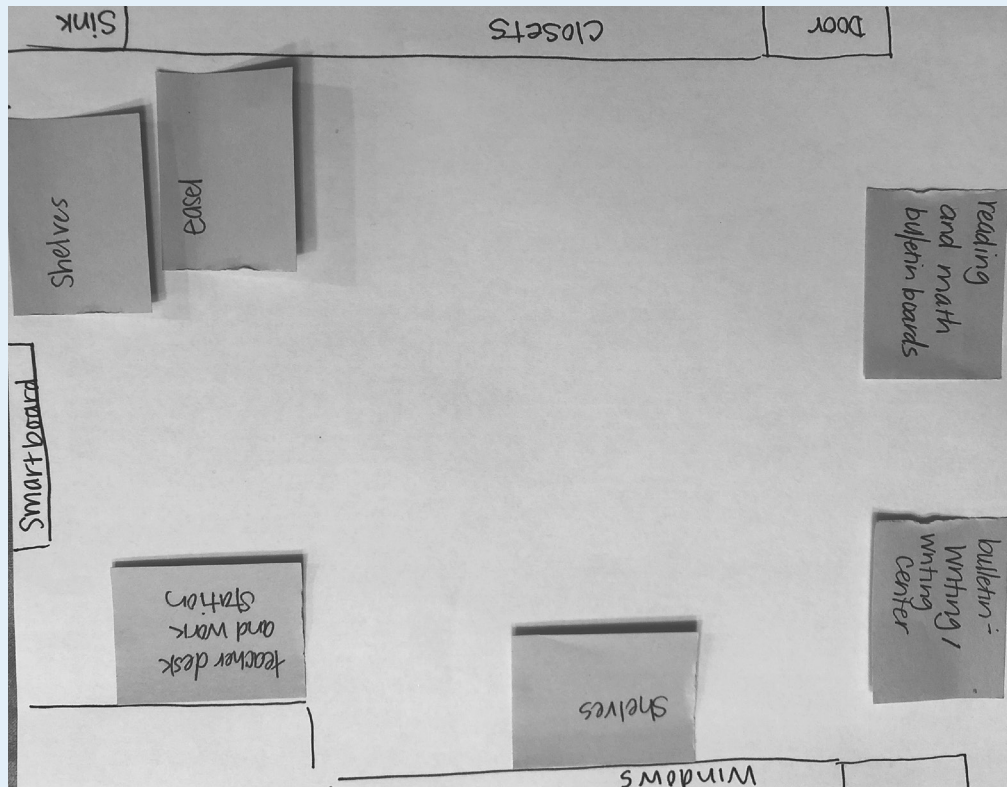 Sink
Closets
Door
Shelves
easel
reading
and math
bulletin boards
Smartboard
teacher desk
and work
station
Shelves
bulletin-
writing/
writing
center
Windows